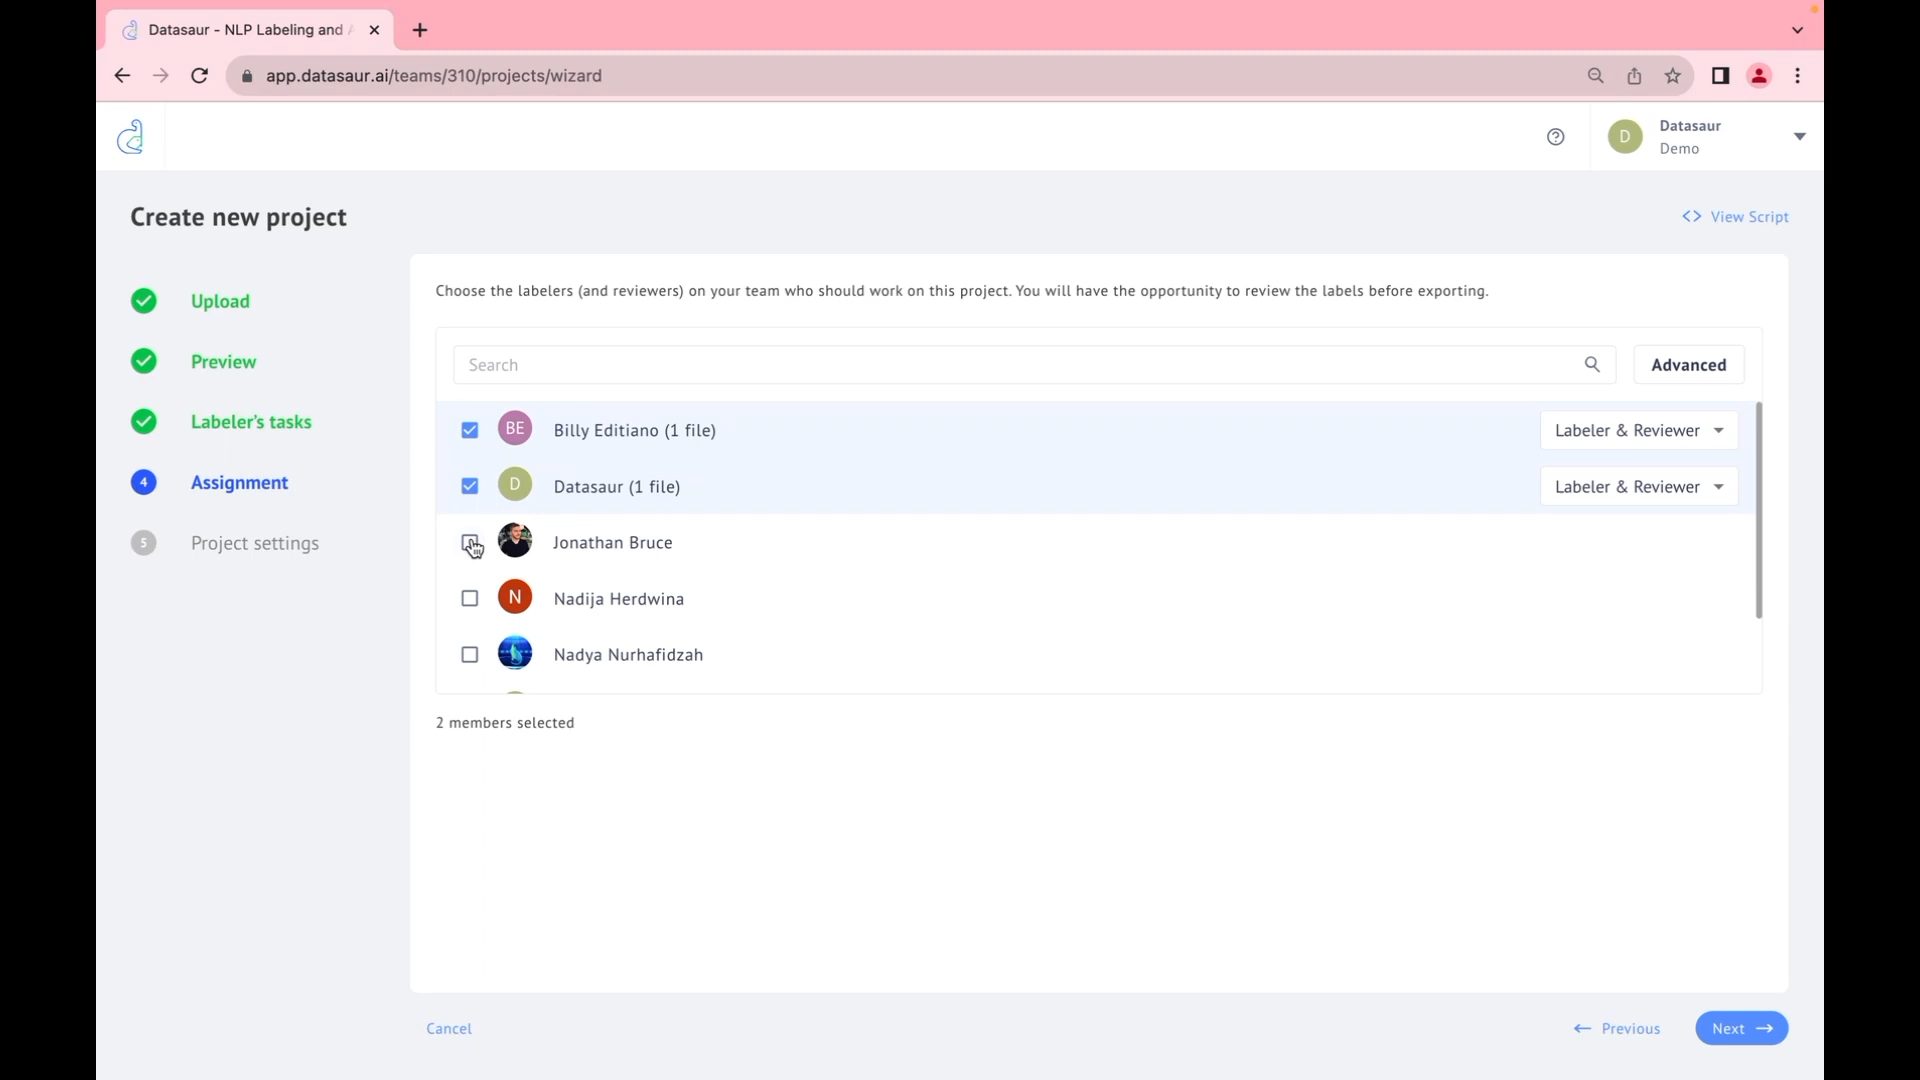 Datasaur - NLP Labeling and
app.datasaur.ai/teams/310/projects/wizard
D
Datasaur
Demo
Create new project
View Script
Upload
Preview
Labeler's tasks
4
Assignment
5
Project settings
Choose the labelers (and reviewers) on your team who should work on this project. You will have the opportunity to review the labels before exporting.
Search
Advanced
BE
Billy Editiano (1 file)
Labeler & Reviewer
D
Datasaur (1 file)
Labeler & Reviewer
Jonathan Bruce
N
Nadija Herdwina
Nadya Nurhafidzah
2 members selected
Cancel
Previous
Next